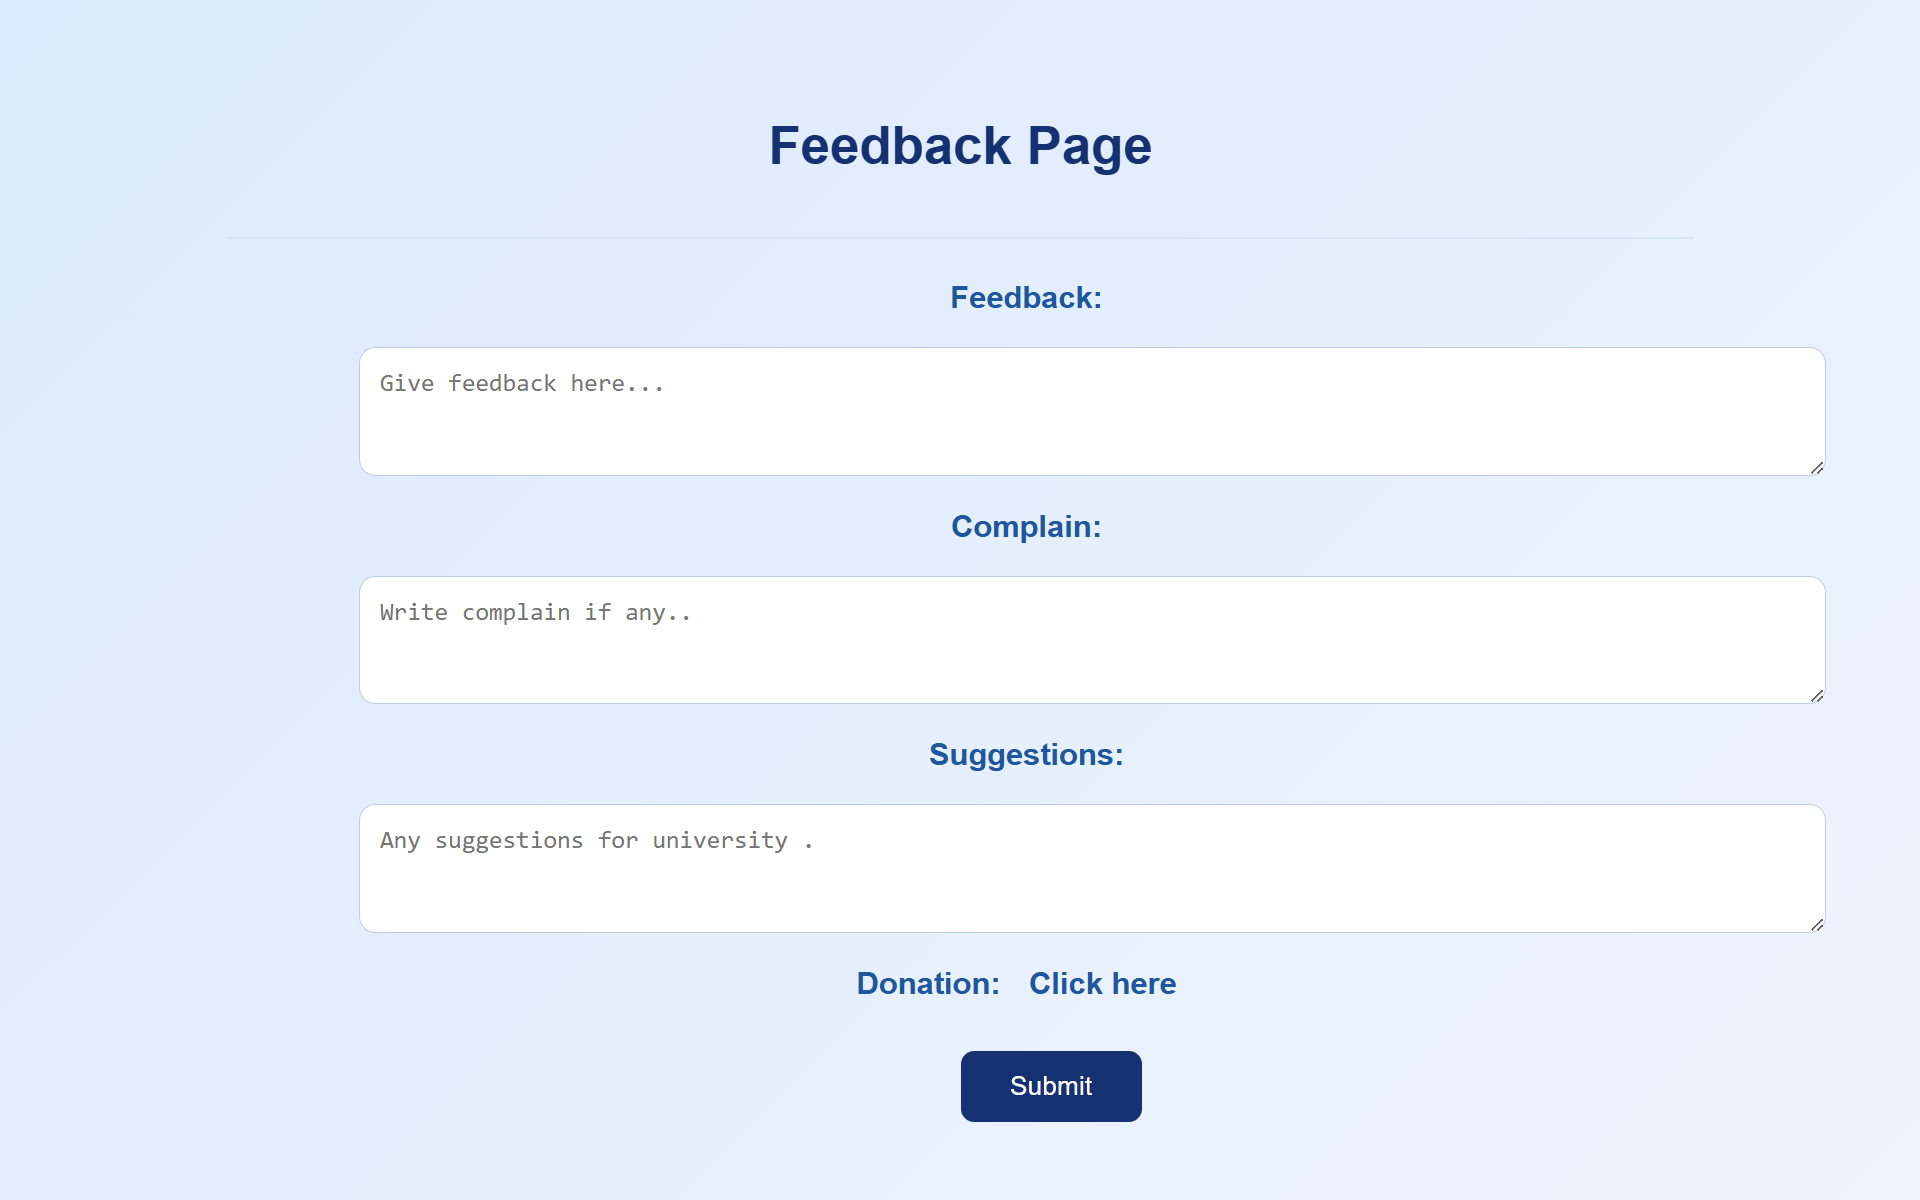 Feedback Page
Feedback:
Give feedback here...
Complain:
Write complain if any..
Suggestions:
Any suggestions for university .
Donation: Click here
Submit